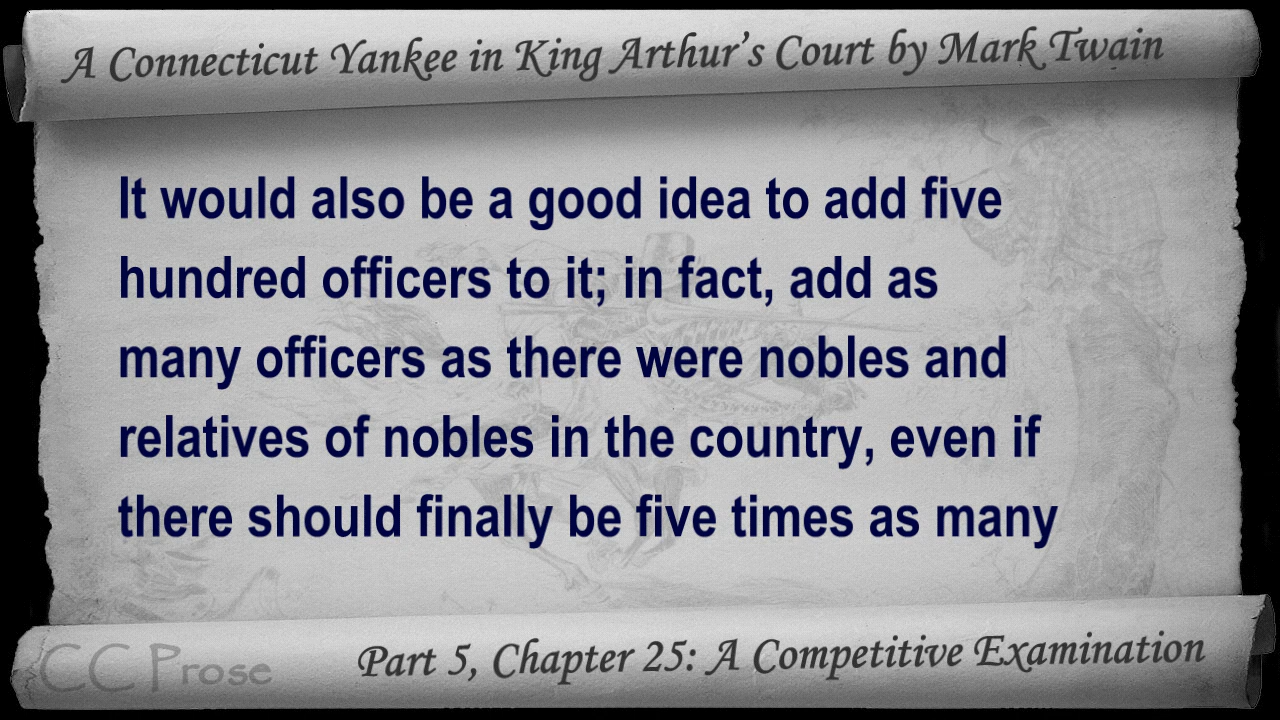 A Connecticut Yankee in King Arthur's Court by Mark Twain
It would also be a good idea to add five
hundred officers to it; in fact, add as
many officers as there were nobles and
relatives of nobles in the country, even if
there should finally be five times as many
CC Prose
Part 5, Chapter 25: A Competitive Examination